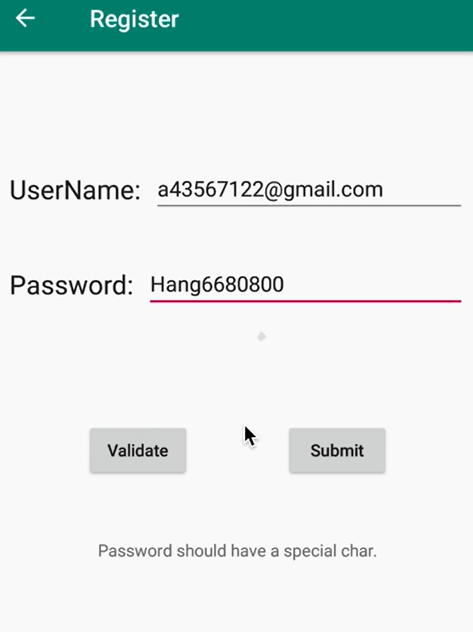 Register
UserName: a43567122@gmail.com
Password: Hang6680800
Validate Submit
Password should have a special char.